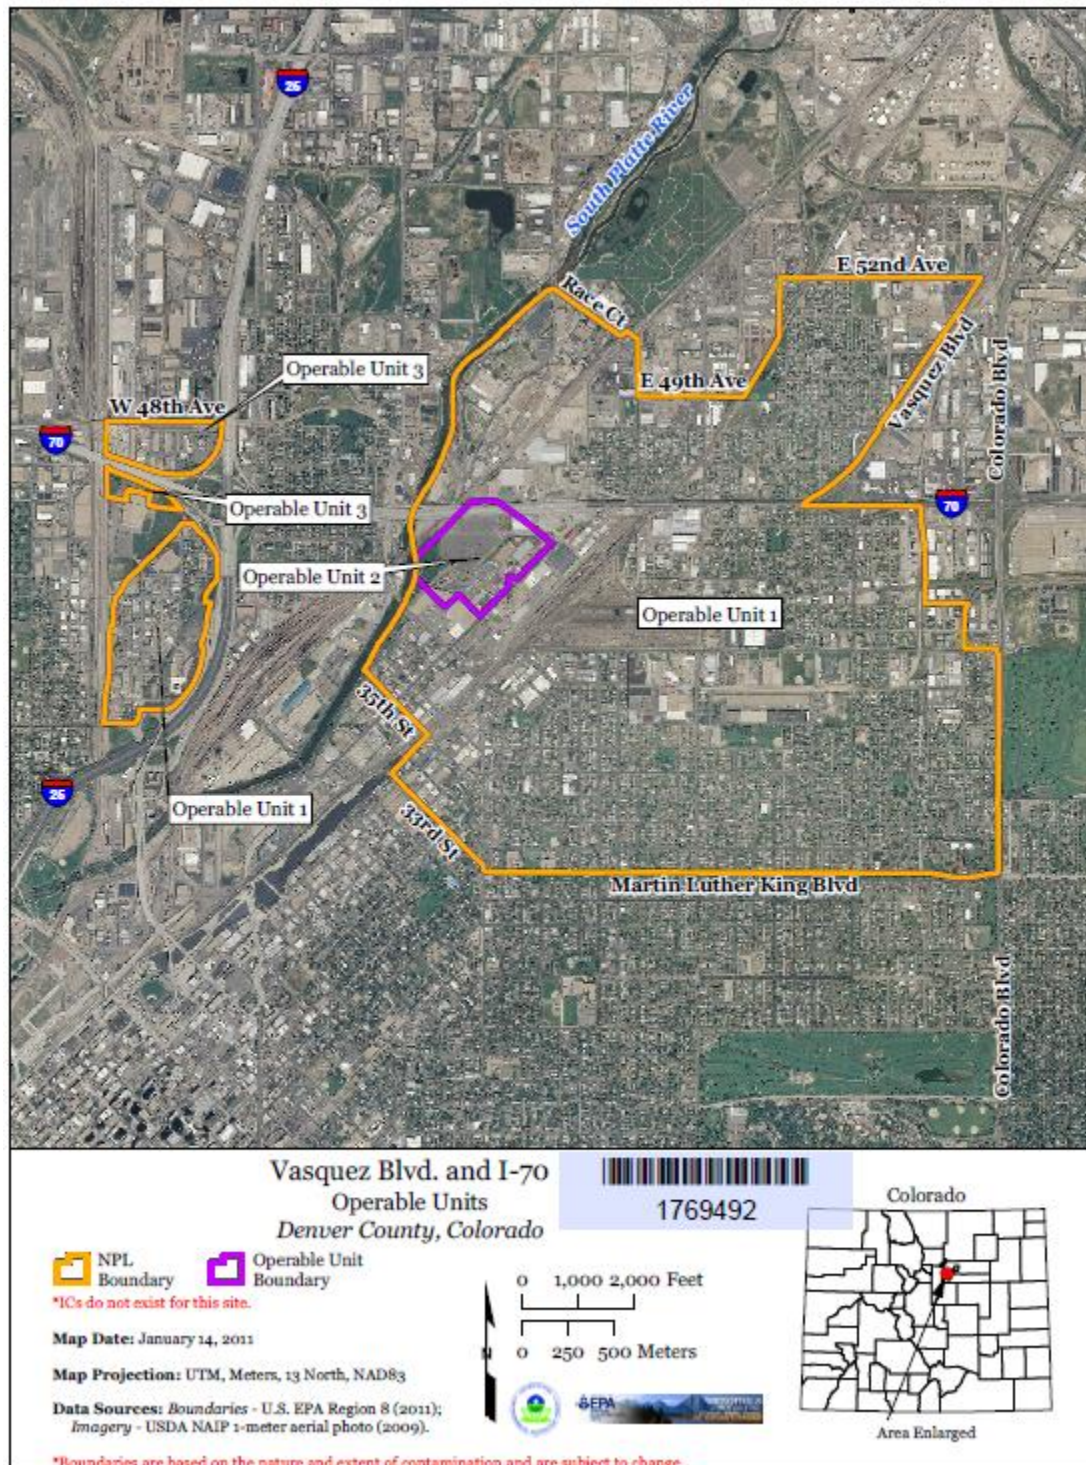 25
South Platte River
E 52nd Ave
Race Ct
Vasquez Blvd
Colorado Blvd
Operable Unit 3
E 49th Ave
W 48th Ave
70
Operable Unit 3
70
Operable Unit 2
Operable Unit 1
35th St
25
Operable Unit 1
33rd St
Martin Luther King Blvd
Colorado Blvd
Vasquez Blvd. and I-70
Operable Units
Denver County, Colorado
1769492
Colorado
NPL
Boundary
Operable Unit
Boundary
*ICs do not exist for this site.
Map Date: January 14, 2011
Map Projection: UTM, Meters, 13 North, NAD83
Data Sources: Boundaries - U.S. EPA Region 8 (2011);
Imagery - USDA NAIP 1-meter aerial photo (2009).
0 1,000 2,000 Feet
N
0 250 500 Meters
EPA
Area Enlarged
*Boundaries are based on the nature and extent of contamination and are subject to change.